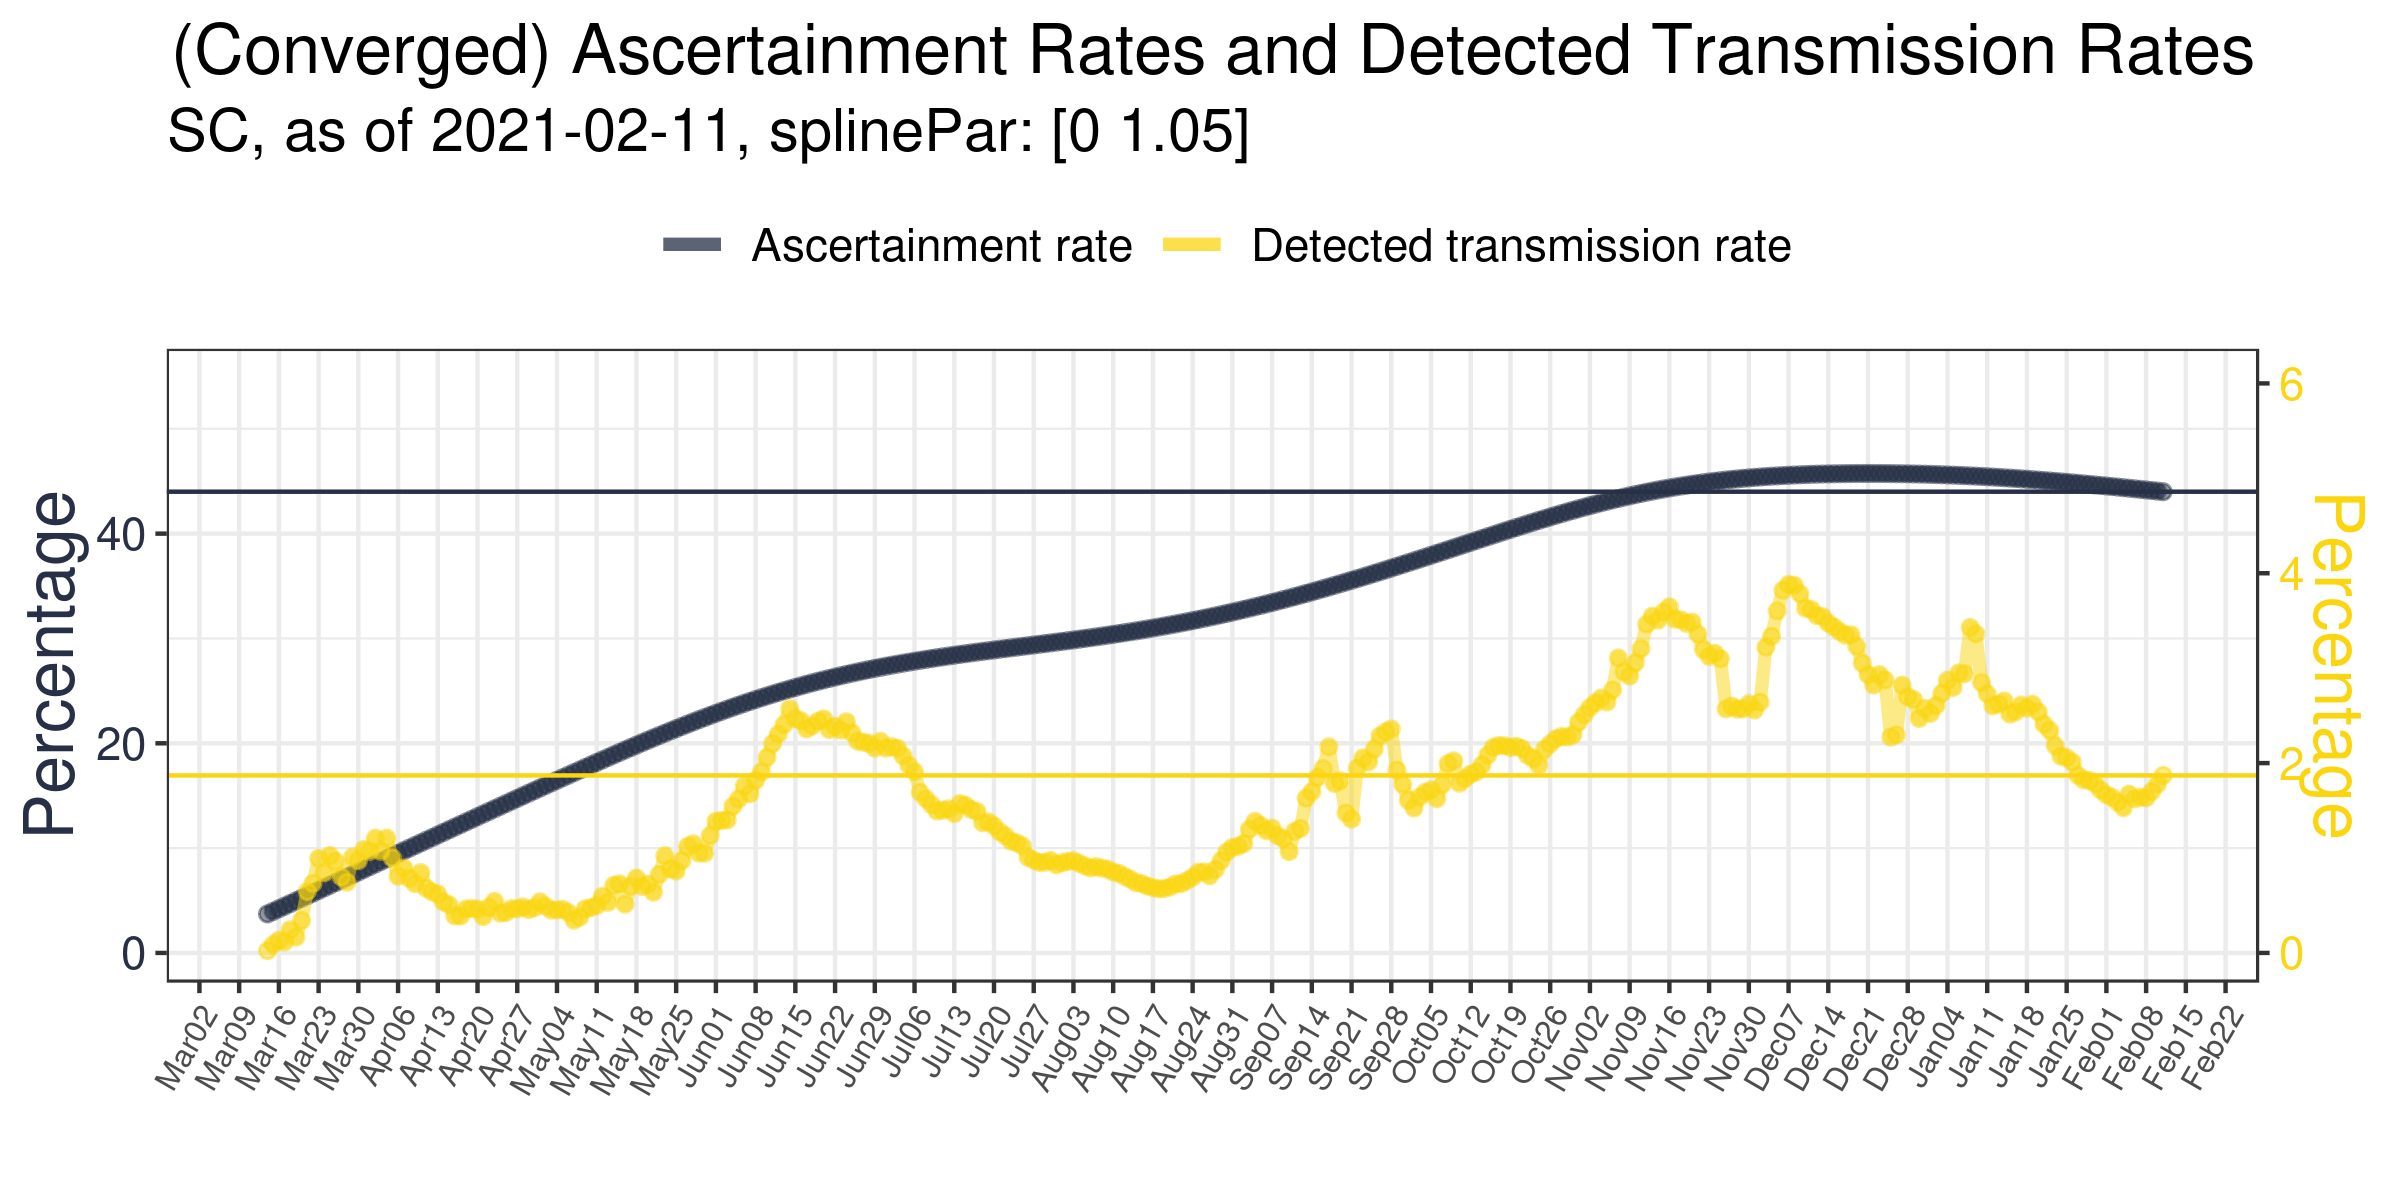 (Converged) Ascertainment Rates and Detected Transmission Rates
SC, as of 2021-02-11, splinePar: [0 1.05]
Ascertainment rate Detected transmission rate
Percentage
40
20
0
6
4
2
0
Percentage
Mar02 Mar09 Mar16 Mar23 Mar30 Apr06 Apr13 Apr20 Apr27 May04 May11 May18 May25 Jun01 Jun08 Jun15 Jun22 Jun29 Jul06 Jul13 Jul20 Jul27 Aug03 Aug10 Aug17 Aug24 Aug31 Sep07 Sep14 Sep21 Sep28 Oct05 Oct12 Oct19 Oct26 Nov02 Nov09 Nov16 Nov23 Nov30 Dec07 Dec14 Dec21 Dec28 Jan04 Jan11 Jan18 Jan25 Feb01 Feb08 Feb15 Feb22